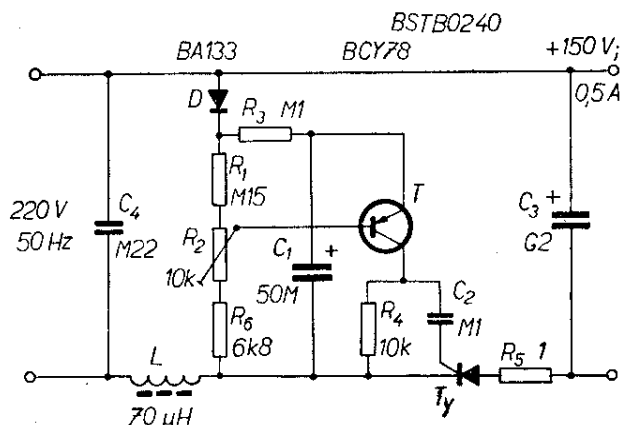 BSTB0240
BA133
BCY78
+150 V;
0,5 A
D
R3 M1
R1
M15
T
220 V
50 Hz
C4
M22
R2
10k
C1 +
50M
C3 +
G2
C2
M1
R6
6k8
R4
10k
L
70 µH
Ty
R5 1